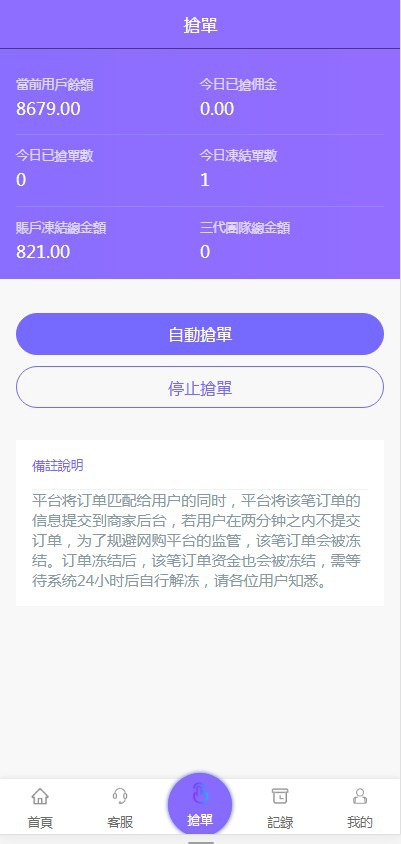 搶單
當前用戶餘額
今日已搶佣金
8679.00
0.00
今日已搶單數
今日凍結單數
0
1
賬戶凍結總金額
三代團隊總金額
821.00
0
自動搶單
停止搶單
備註說明
平台将订单匹配给用户的同时，平台将该笔订单的
信息提交到商家后台，若用户在两分钟之内不提交
订单，为了规避网购平台的监管，该笔订单会被冻
结。订单冻结后，该笔订单资金也会被冻结，需等
待系统24小时后自行解冻，请各位用户知悉。
首頁
客服
搶單
記錄
我的